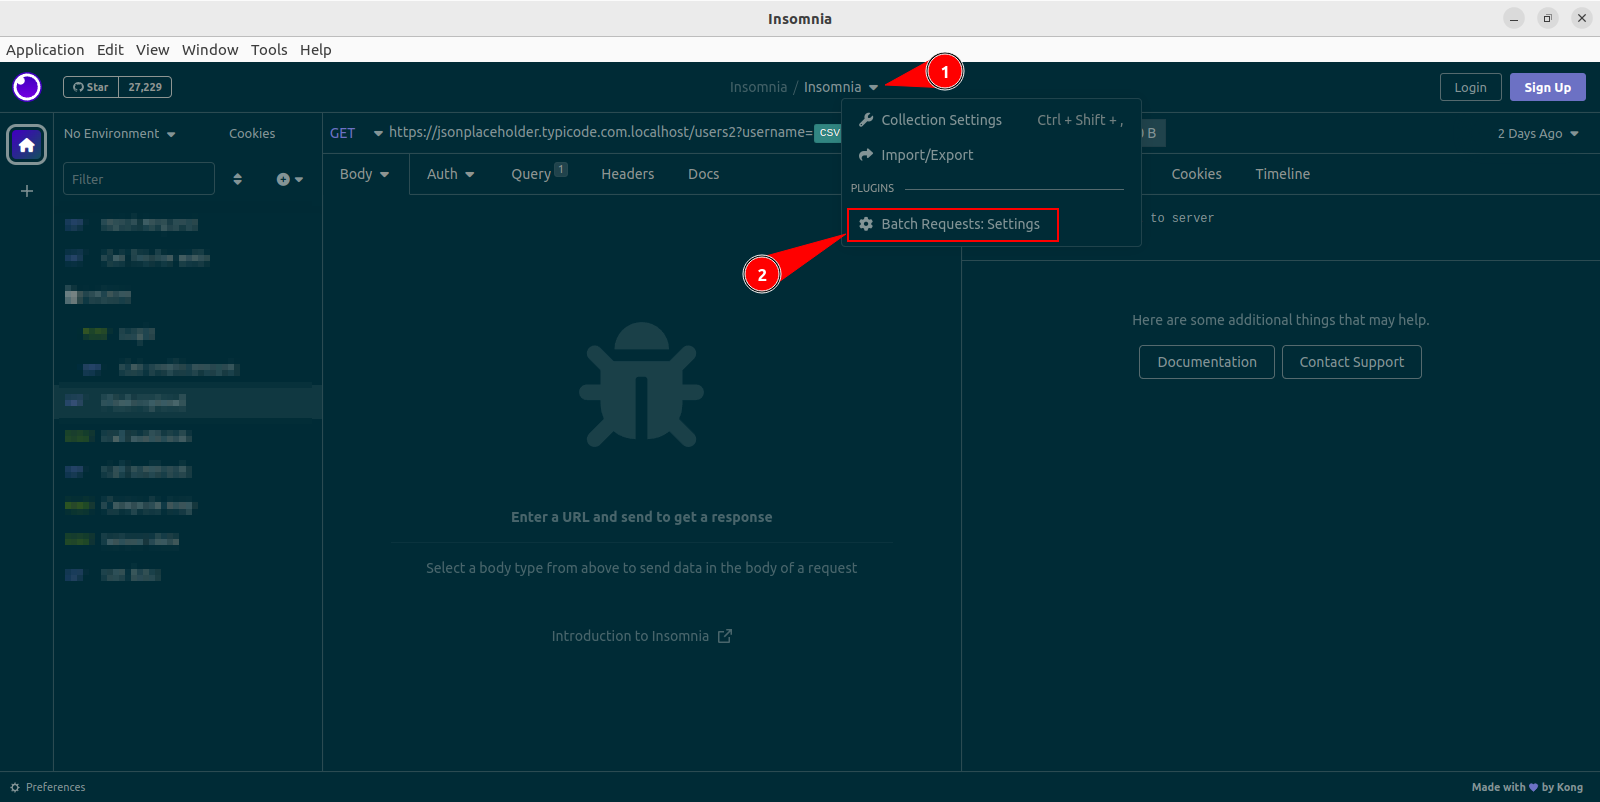 Insomnia
Application Edit View Window Tools Help
Star 27,229
Insomnia / Insomnia
1
Login
Sign Up
No Environment
Cookies
GET
https://jsonplaceholder.typicode.com.localhost/users2?username=
CSV
0 B
2 Days Ago
Collection Settings Ctrl + Shift + ,
Import/Export
PLUGINS
Batch Requests: Settings
2
Filter
Body
Auth
Query 1
Headers
Docs
Cookies
Timeline
to server
Here are some additional things that may help.
Documentation
Contact Support
Enter a URL and send to get a response
Select a body type from above to send data in the body of a request
Introduction to Insomnia
Preferences
Made with by Kong